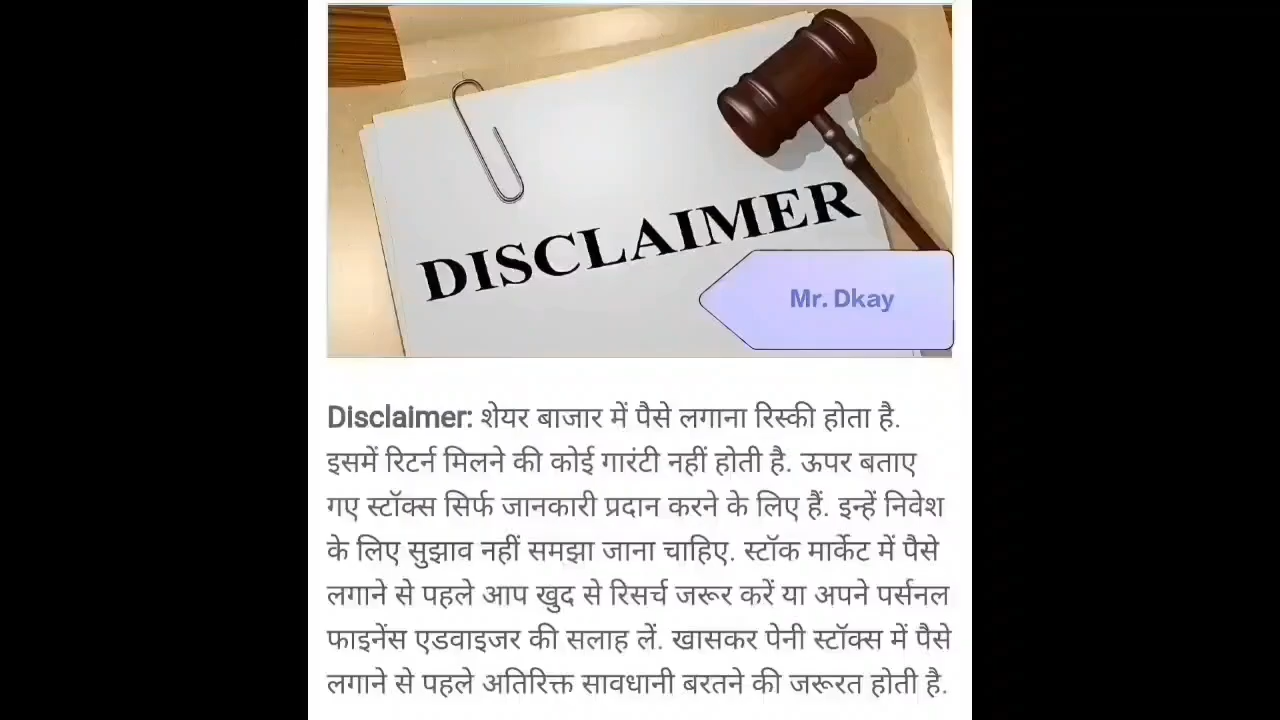 DISCLAIMER
Mr. Dkay
Disclaimer: शेयर बाजार में पैसे लगाना रिस्की होता है.
इसमें रिटर्न मिलने की कोई गारंटी नहीं होती है. ऊपर बताए
गए स्टॉक्स सिर्फ जानकारी प्रदान करने के लिए हैं. इन्हें निवेश
के लिए सुझाव नहीं समझा जाना चाहिए. स्टॉक मार्केट में पैसे
लगाने से पहले आप खुद से रिसर्च जरूर करें या अपने पर्सनल
फाइनेंस एडवाइजर की सलाह लें. खासकर पेनी स्टॉक्स में पैसे
लगाने से पहले अतिरिक्त सावधानी बरतने की जरूरत होती है.